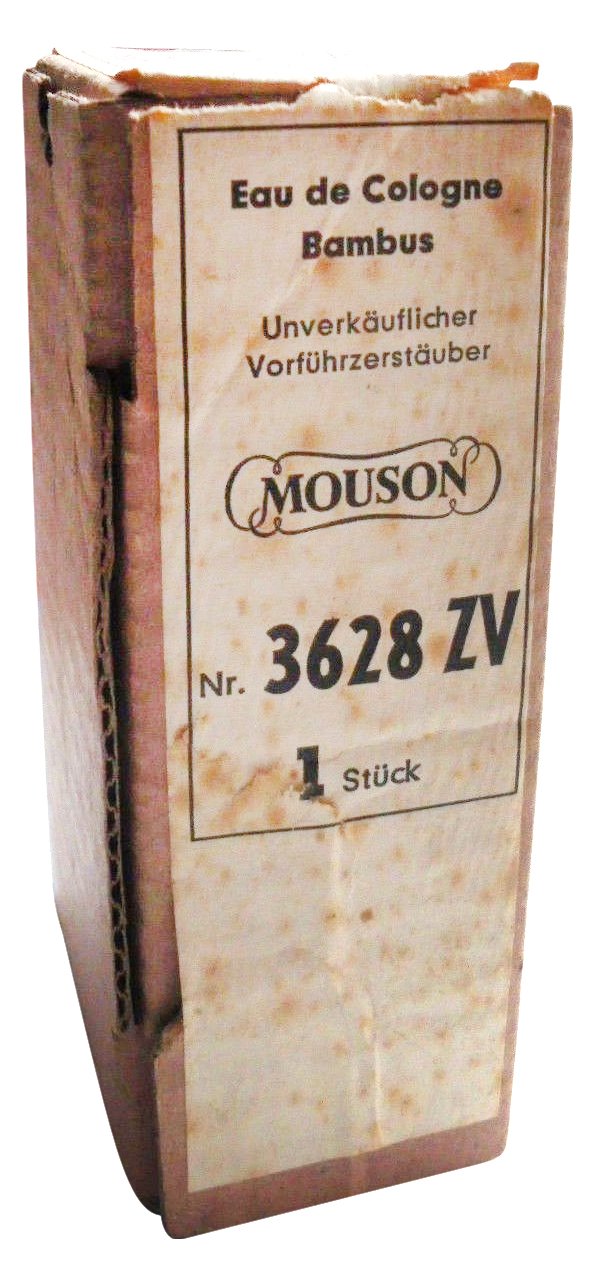 Eau de Cologne
Bambus
Unverkäuflicher
Vorführzerstäuber
MOUSON
Nr. 3628 ZV
1 Stück